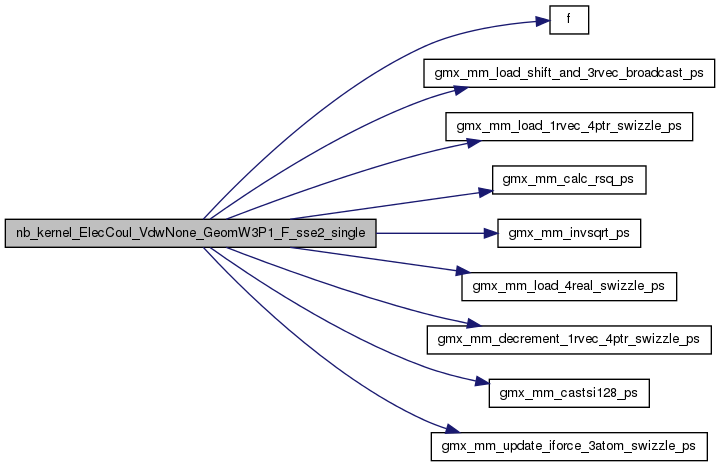 f
gmx_mm_load_shift_and_3rvec_broadcast_ps
gmx_mm_load_1rvec_4ptr_swizzle_ps
gmx_mm_calc_rsq_ps
nb_kernel_ElecCoul_VdwNone_GeomW3P1_F_sse2_single
gmx_mm_invsqrt_ps
gmx_mm_load_4real_swizzle_ps
gmx_mm_decrement_1rvec_4ptr_swizzle_ps
gmx_mm_castsi128_ps
gmx_mm_update_iforce_3atom_swizzle_ps